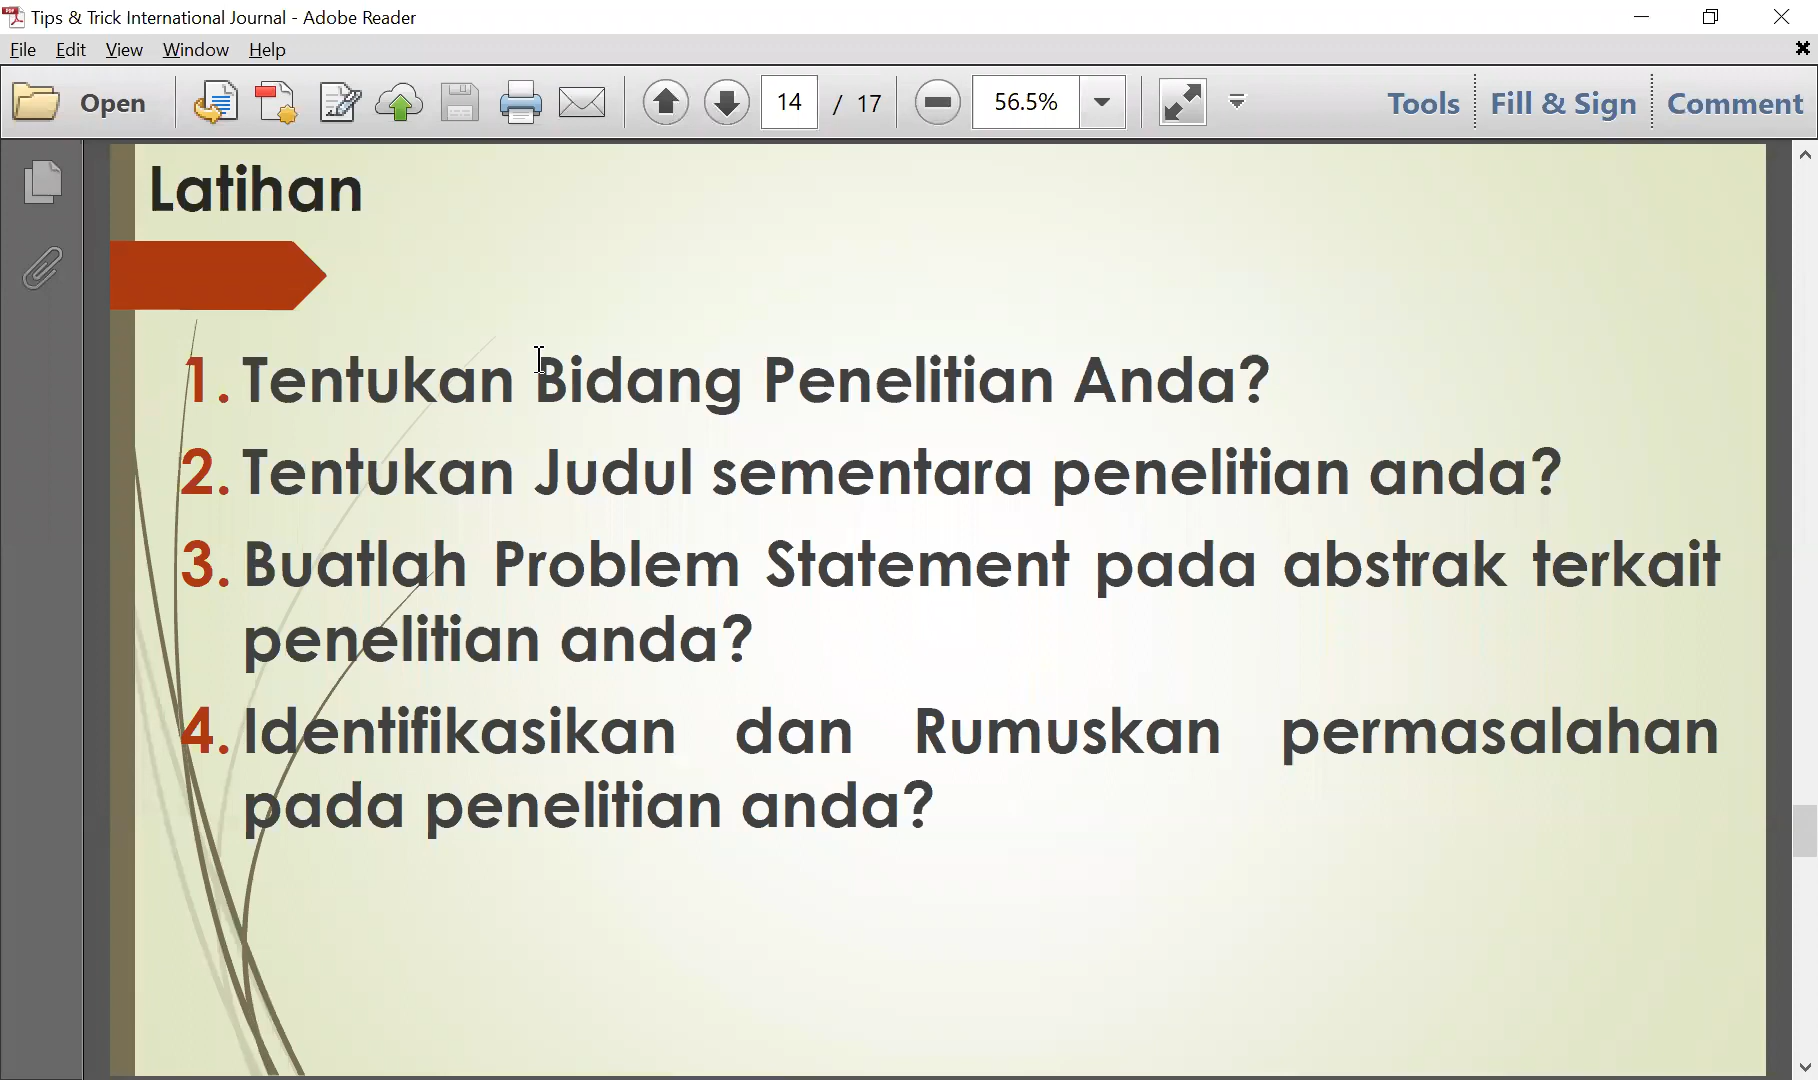 Tips & Trick International Journal - Adobe Reader
File Edit View Window Help
Open 14 / 17 56.5% Tools Fill & Sign Comment
Latihan
1. Tentukan Bidang Penelitian Anda?
2. Tentukan Judul sementara penelitian anda?
3. Buatlah Problem Statement pada abstrak terkait
penelitian anda?
4. Identifikasikan dan Rumuskan permasalahan
pada penelitian anda?